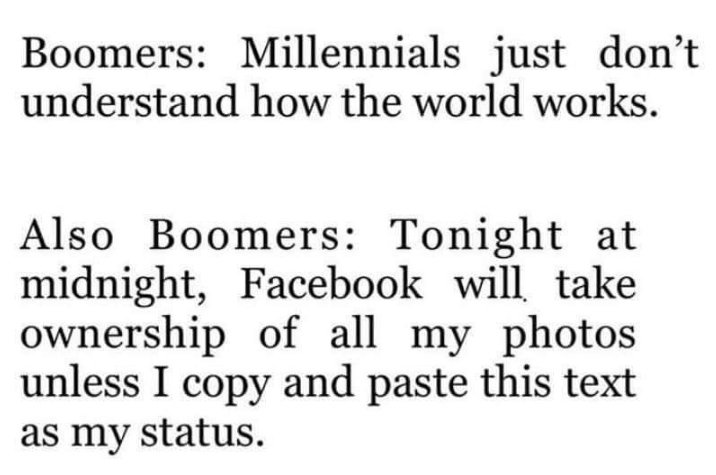 Boomers: Millennials just don’t
understand how the world works.
Also Boomers: Tonight at
midnight, Facebook will take
ownership of all my photos
unless I copy and paste this text
as my status.